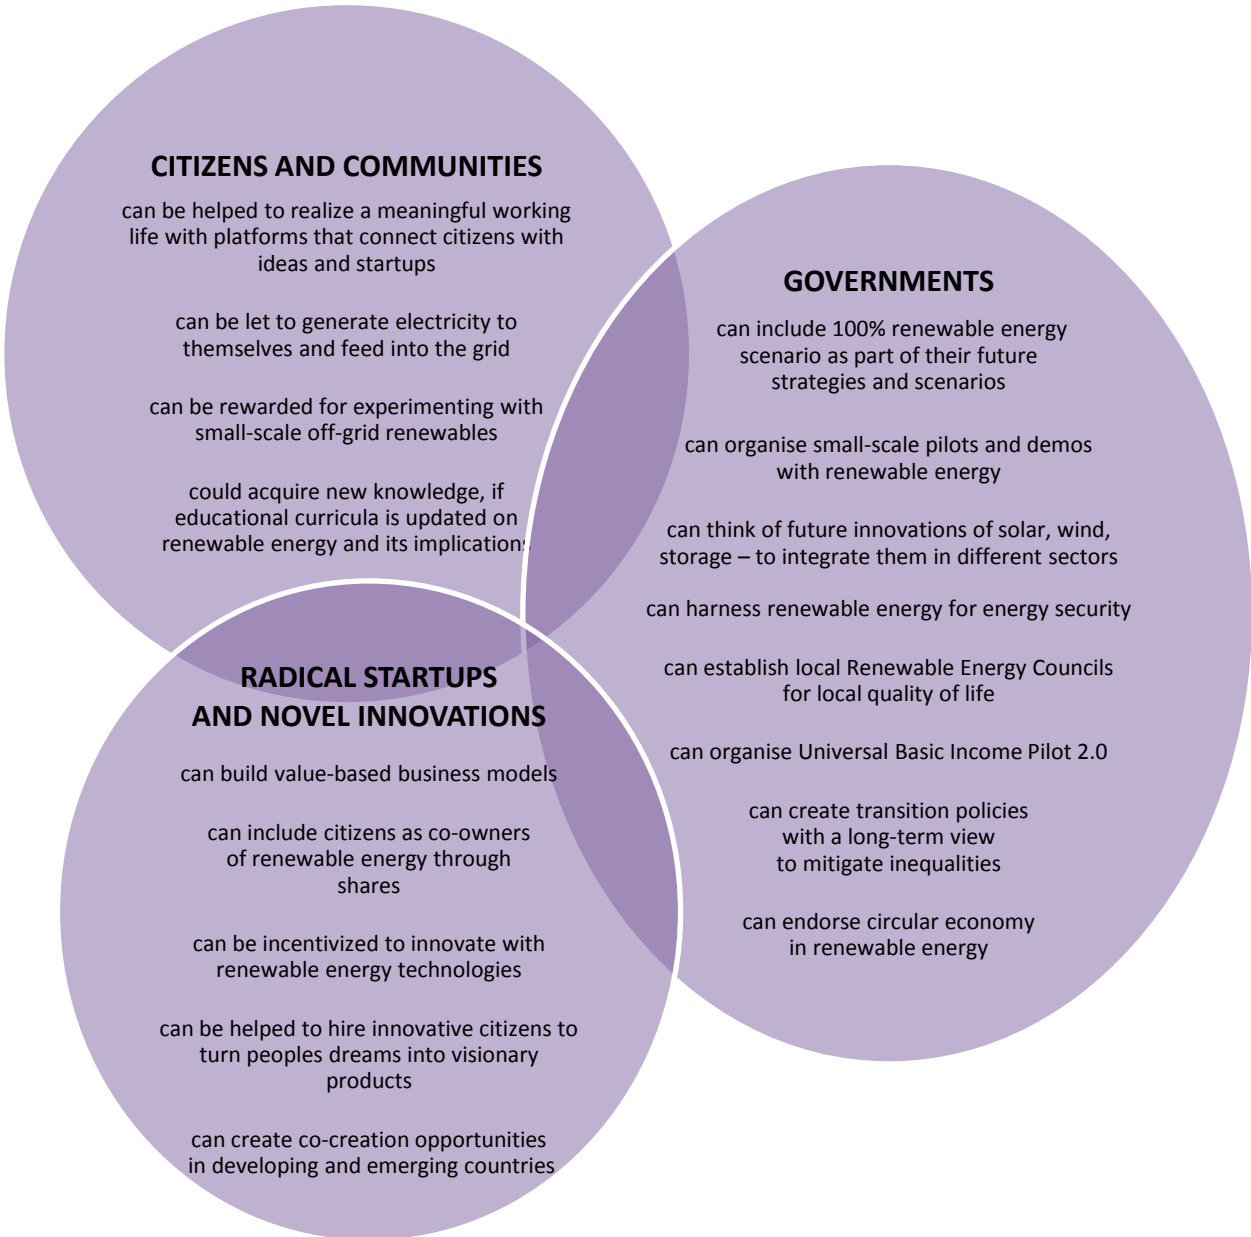 CITIZENS AND COMMUNITIES
can be helped to realize a meaningful working
life with platforms that connect citizens with
ideas and startups
can be let to generate electricity to
themselves and feed into the grid
can be rewarded for experimenting with
small-scale off-grid renewables
could acquire new knowledge, if
educational curricula is updated on
renewable energy and its implications
GOVERNMENTS
can include 100% renewable energy
scenario as part of their future
strategies and scenarios
can organise small-scale pilots and demos
with renewable energy
can think of future innovations of solar, wind,
storage – to integrate them in different sectors
can harness renewable energy for energy security
can establish local Renewable Energy Councils
for local quality of life
can organise Universal Basic Income Pilot 2.0
can create transition policies
with a long-term view
to mitigate inequalities
can endorse circular economy
in renewable energy
RADICAL STARTUPS
AND NOVEL INNOVATIONS
can build value-based business models
can include citizens as co-owners
of renewable energy through
shares
can be incentivized to innovate with
renewable energy technologies
can be helped to hire innovative citizens to
turn peoples dreams into visionary
products
can create co-creation opportunities
in developing and emerging countries